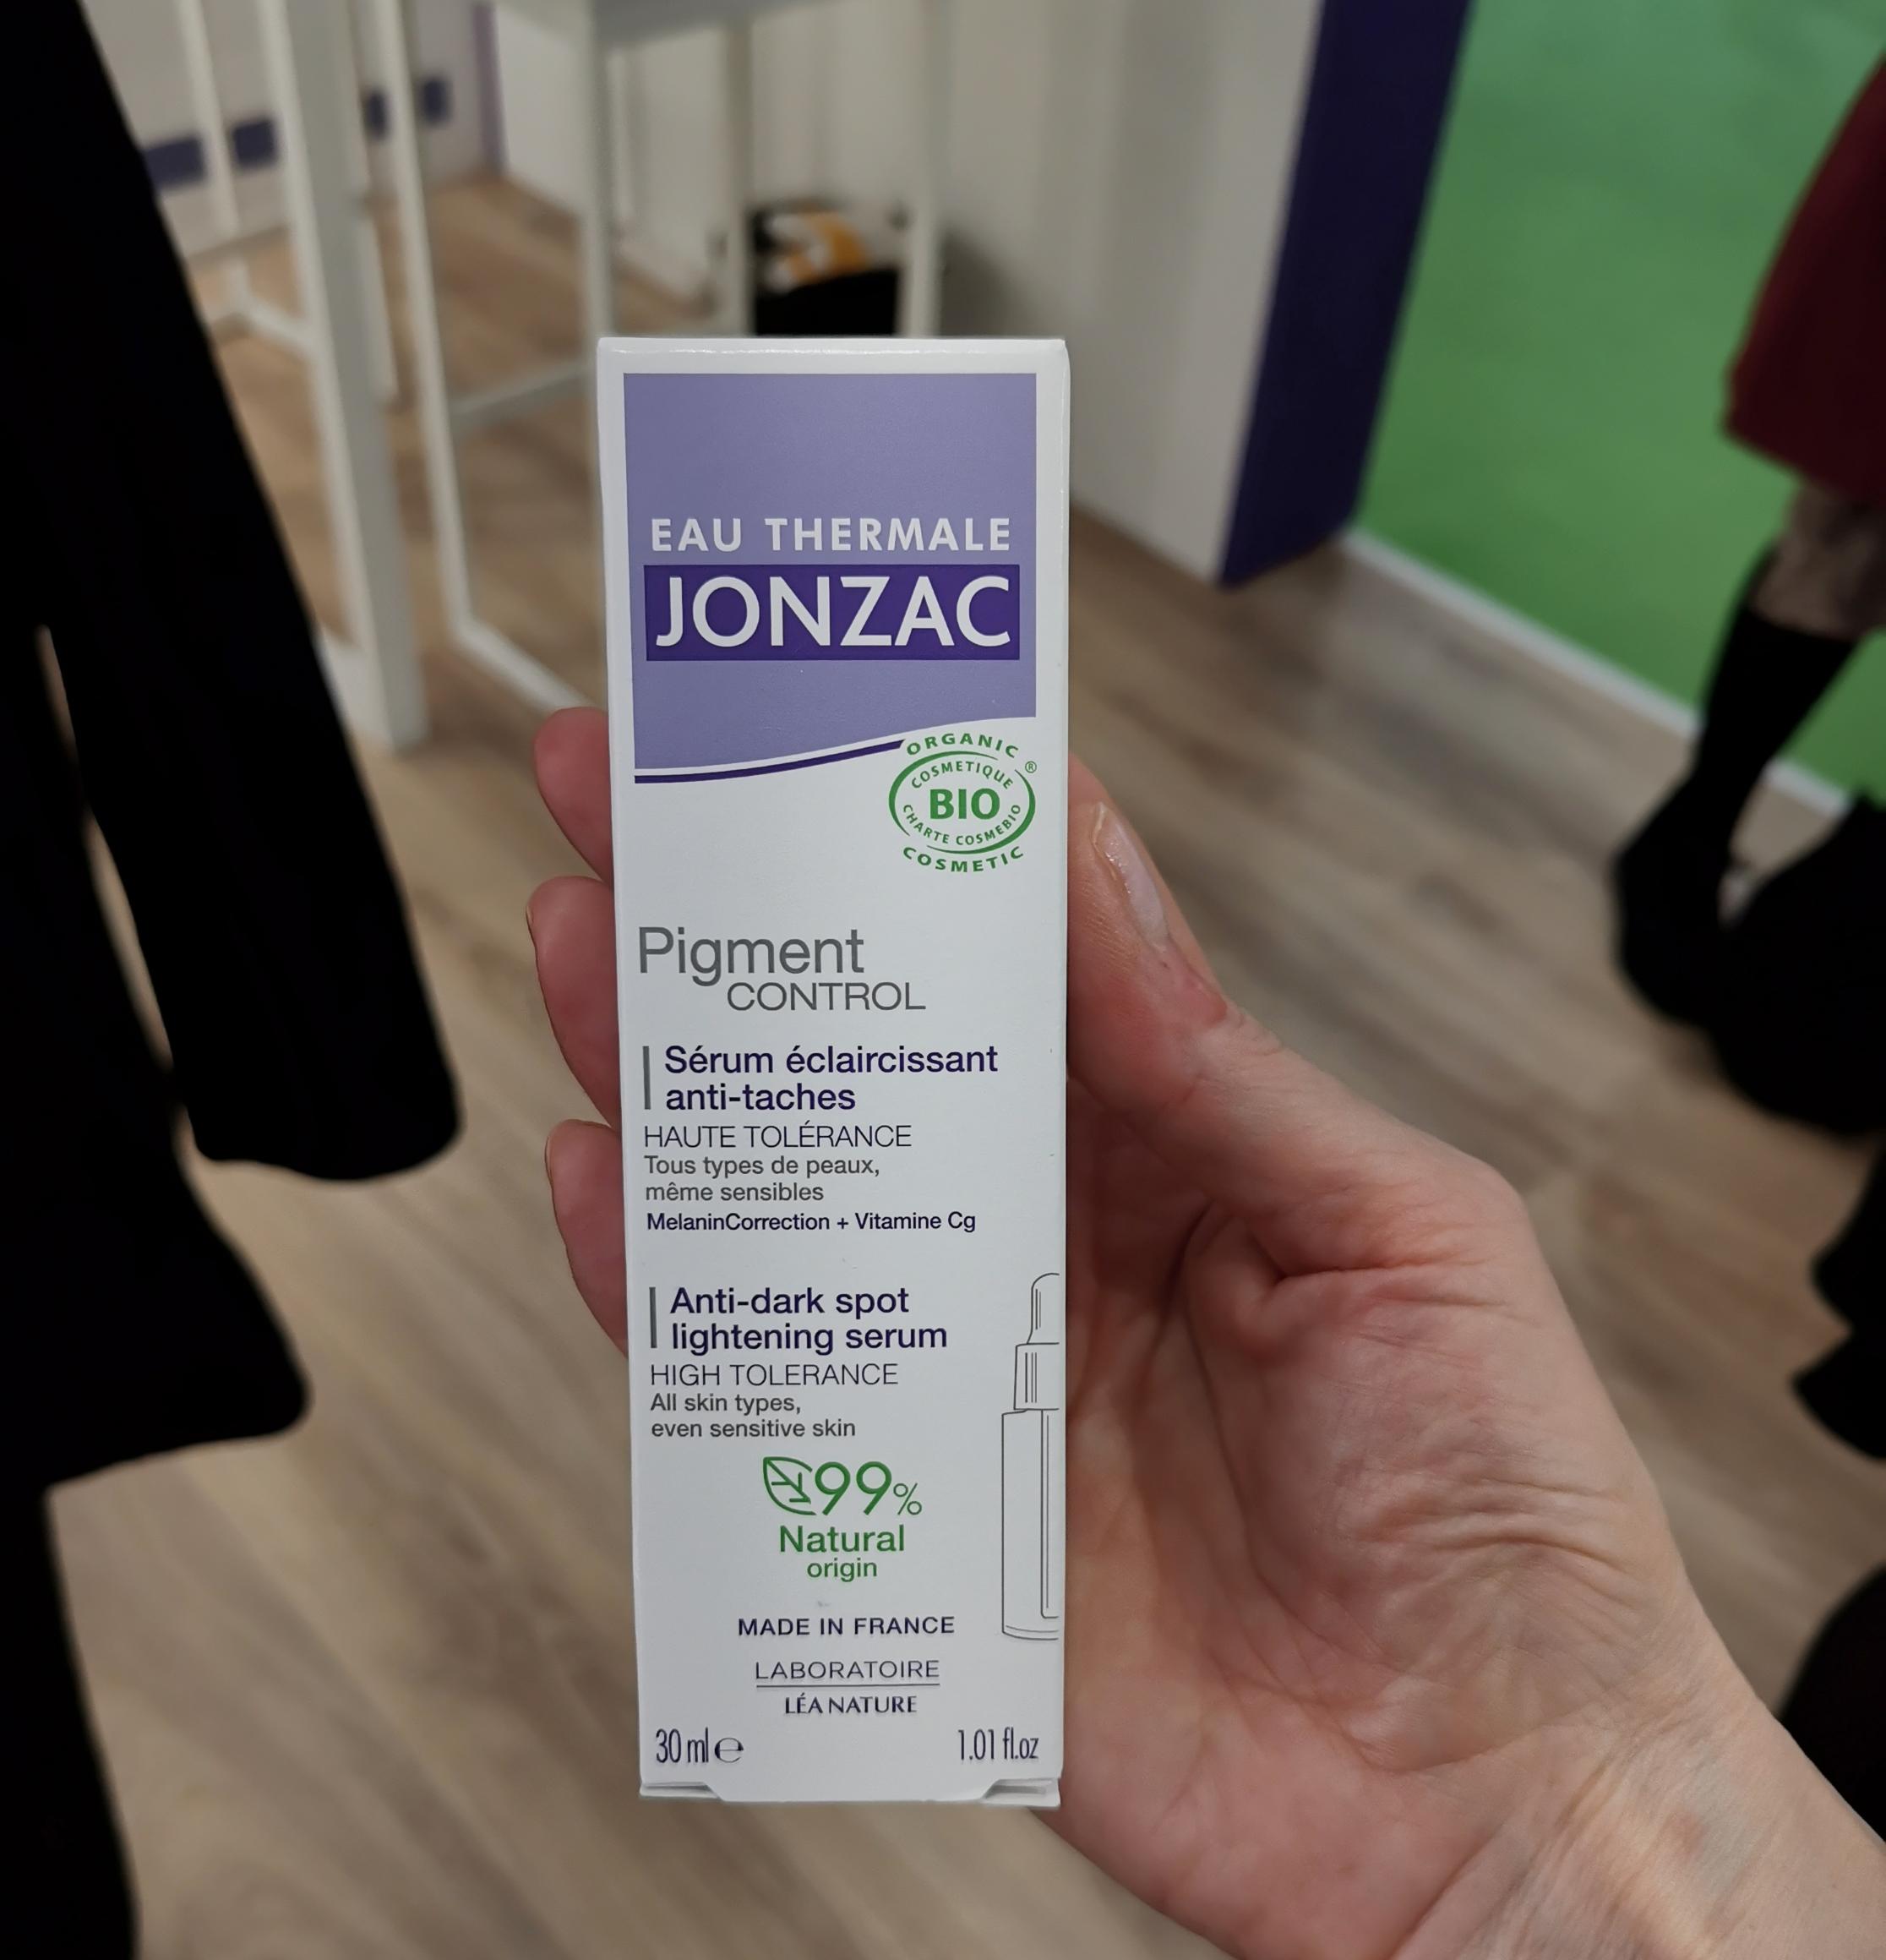 EAU THERMALE
JONZAC
ORGANIC
COSMETIQUE
®
BIO
CHARTE COSMEBIO
COSMETIC
Pigment
CONTROL
Sérum éclaircissant
anti-taches
HAUTE TOLÉRANCE
Tous types de peaux,
même sensibles
MelaninCorrection + Vitamine Cg
Anti-dark spot
lightening serum
HIGH TOLERANCE
All skin types,
even sensitive skin
99%
Natural
origin
MADE IN FRANCE
LABORATOIRE
LÉA NATURE
30 ml e 1.01 fl.oz